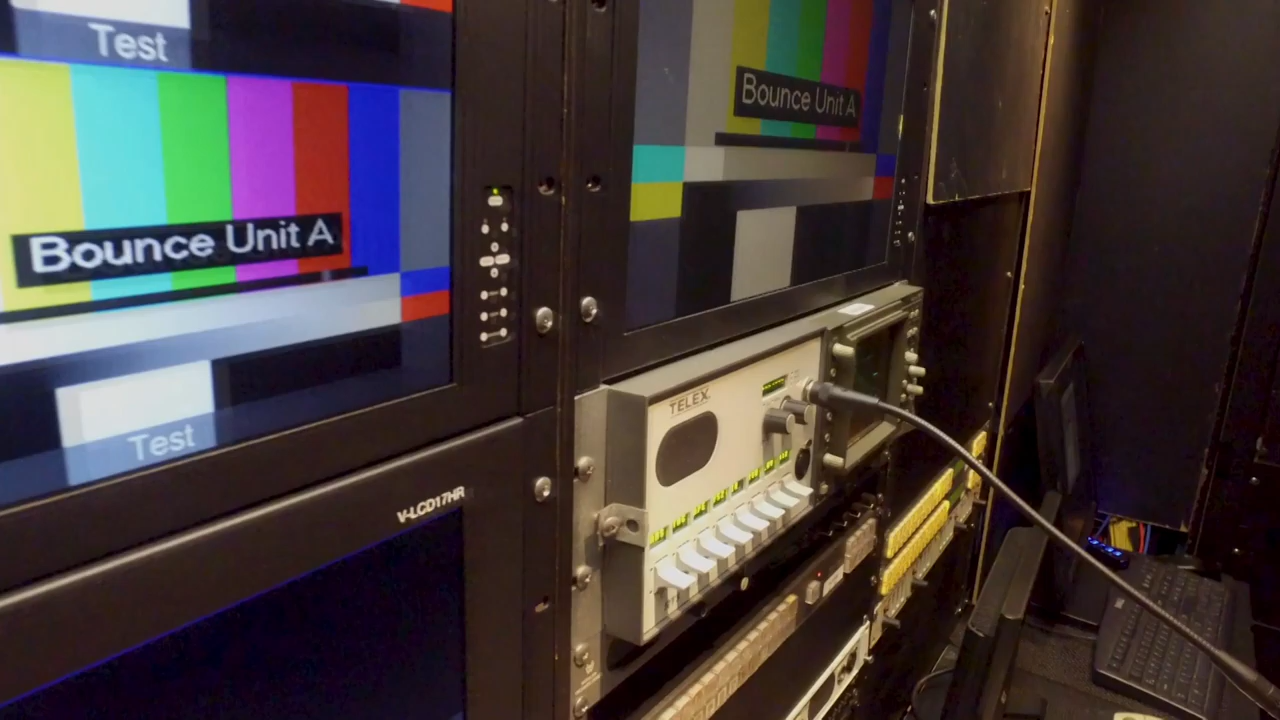 Test
Bounce Unit A
Bounce Unit A
Test
TELEX
V-LCD17HR